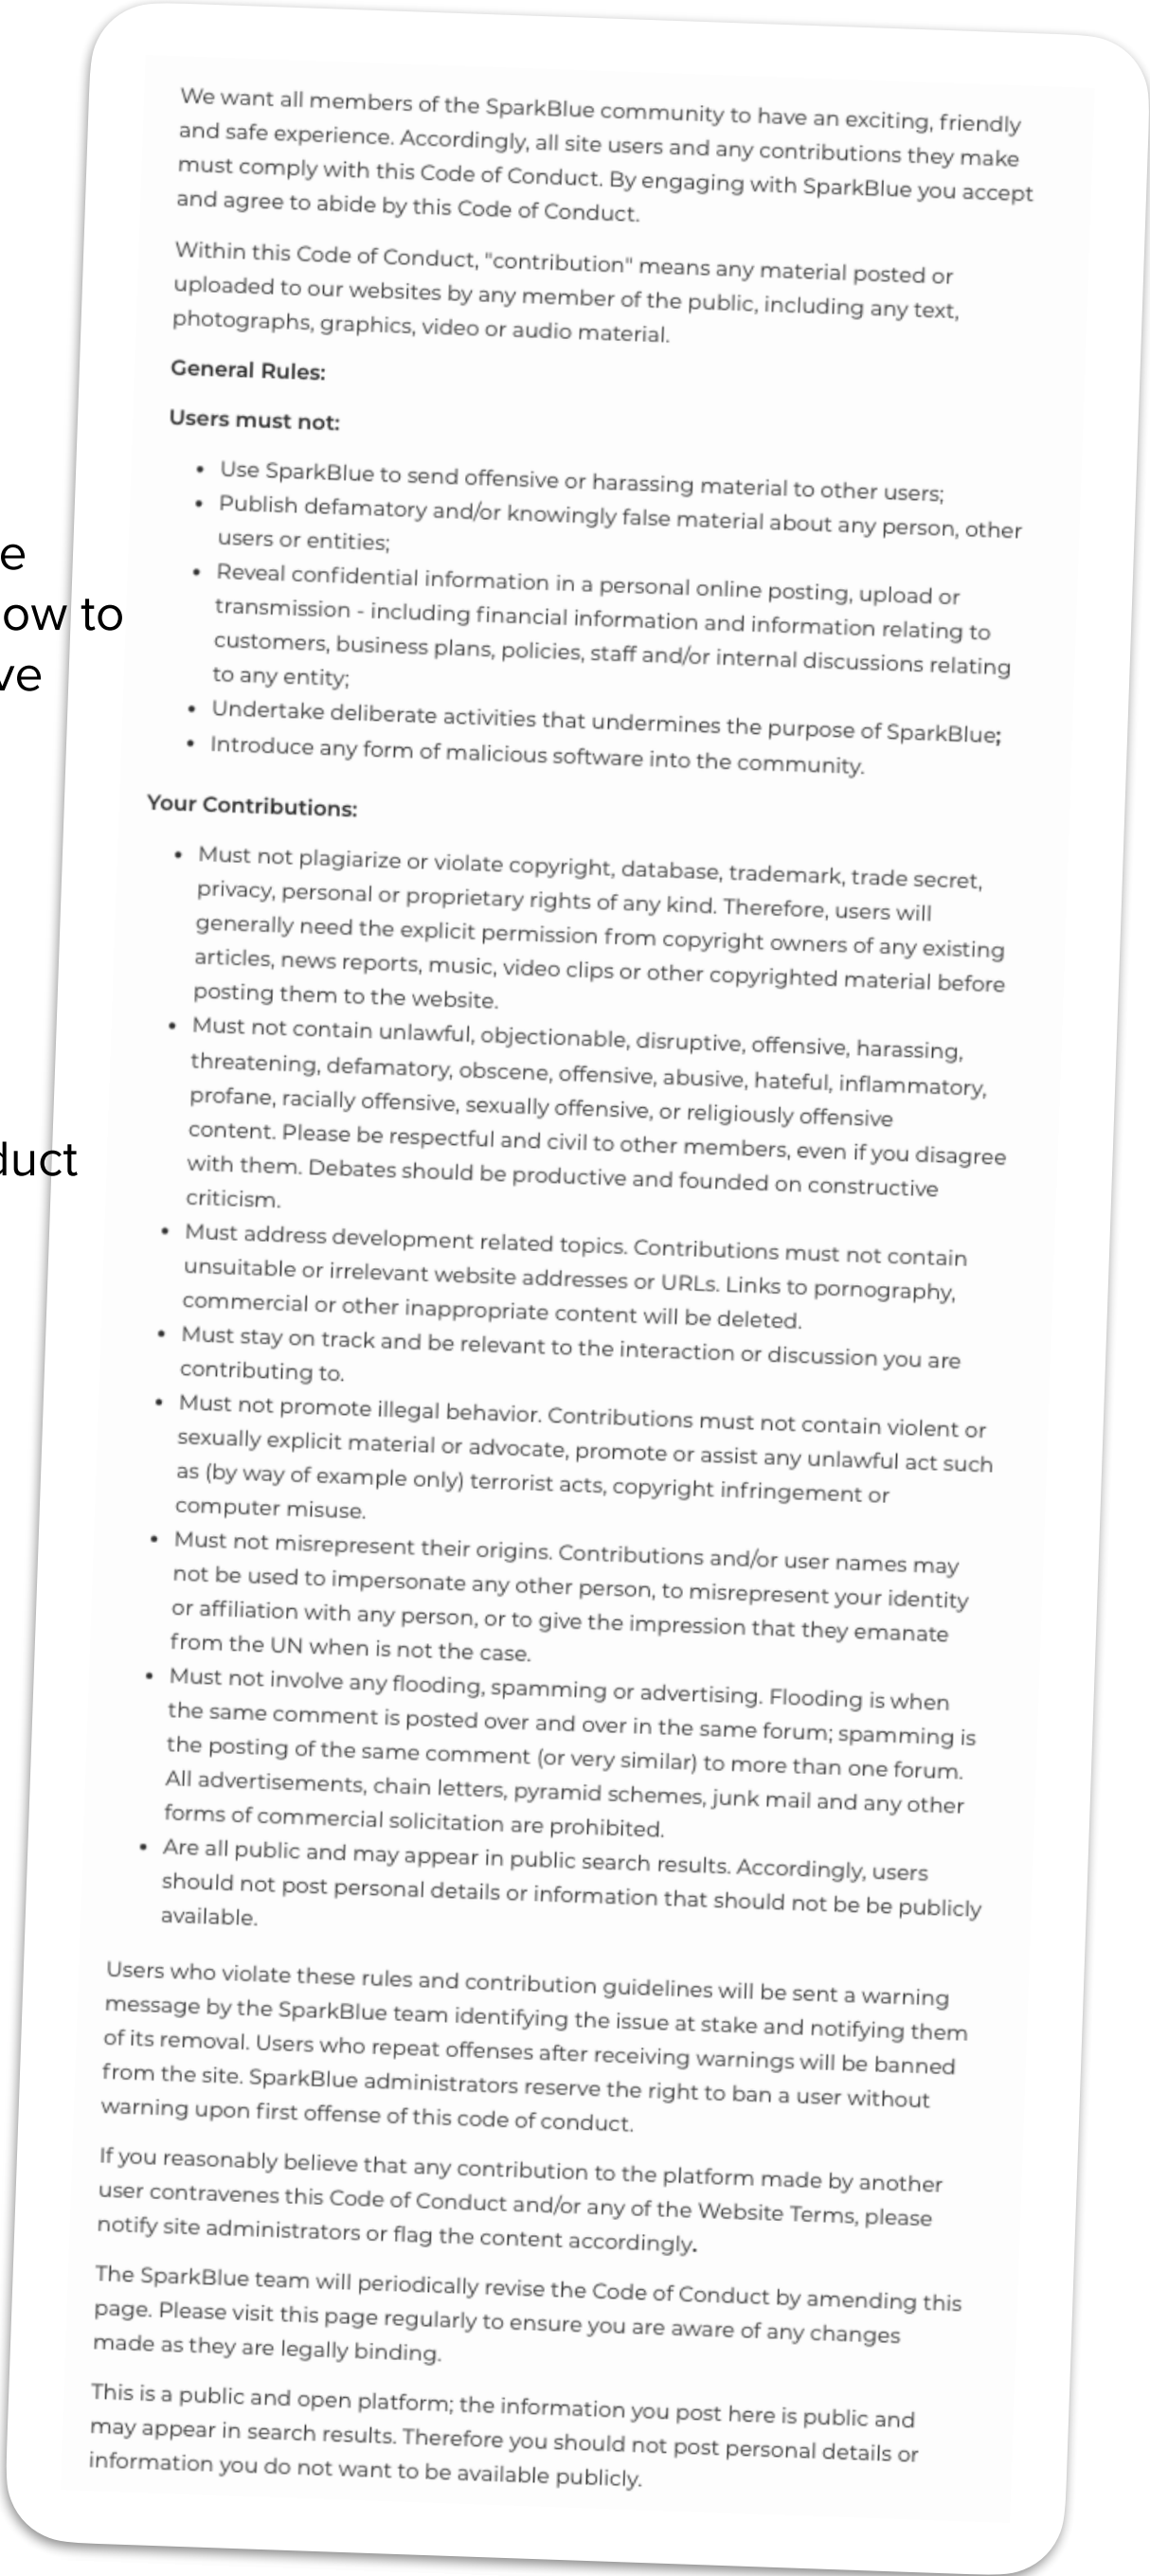 We want all members of the SparkBlue community to have an exciting, friendly
and safe experience. Accordingly, all site users and any contributions they make
must comply with this Code of Conduct. By engaging with SparkBlue you accept
and agree to abide by this Code of Conduct.
Within this Code of Conduct, "contribution" means any material posted or
uploaded to our websites by any member of the public, including any text,
photographs, graphics, video or audio material.
General Rules:
Users must not:
• Use SparkBlue to send offensive or harassing material to other users;
• Publish defamatory and/or knowingly false material about any person, other
users or entities;
• Reveal confidential information in a personal online posting, upload or
transmission - including financial information and information relating to
customers, business plans, policies, staff and/or internal discussions relating
to any entity;
• Undertake deliberate activities that undermines the purpose of SparkBlue;
• Introduce any form of malicious software into the community.
Your Contributions:
• Must not plagiarize or violate copyright, database, trademark, trade secret,
privacy, personal or proprietary rights of any kind. Therefore, users will
generally need the explicit permission from copyright owners of any existing
articles, news reports, music, video clips or other copyrighted material before
posting them to the website.
• Must not contain unlawful, objectionable, disruptive, offensive, harassing,
threatening, defamatory, obscene, offensive, abusive, hateful, inflammatory,
profane, racially offensive, sexually offensive, or religiously offensive
content. Please be respectful and civil to other members, even if you disagree
with them. Debates should be productive and founded on constructive
criticism.
• Must address development related topics. Contributions must not contain
unsuitable or irrelevant website addresses or URLs. Links to pornography,
commercial or other inappropriate content will be deleted.
• Must stay on track and be relevant to the interaction or discussion you are
contributing to.
• Must not promote illegal behavior. Contributions must not contain violent or
sexually explicit material or advocate, promote or assist any unlawful act such
as (by way of example only) terrorist acts, copyright infringement or
computer misuse.
• Must not misrepresent their origins. Contributions and/or user names may
not be used to impersonate any other person, to misrepresent your identity
or affiliation with any person, or to give the impression that they emanate
from the UN when is not the case.
• Must not involve any flooding, spamming or advertising. Flooding is when
the same comment is posted over and over in the same forum; spamming is
the posting of the same comment (or very similar) to more than one forum.
All advertisements, chain letters, pyramid schemes, junk mail and any other
forms of commercial solicitation are prohibited.
• Are all public and may appear in public search results. Accordingly, users
should not post personal details or information that should not be be publicly
available.
Users who violate these rules and contribution guidelines will be sent a warning
message by the SparkBlue team identifying the issue at stake and notifying them
of its removal. Users who repeat offenses after receiving warnings will be banned
from the site. SparkBlue administrators reserve the right to ban a user without
warning upon first offense of this code of conduct.
If you reasonably believe that any contribution to the platform made by another
user contravenes this Code of Conduct and/or any of the Website Terms, please
notify site administrators or flag the content accordingly.
The SparkBlue team will periodically revise the Code of Conduct by amending this
page. Please visit this page regularly to ensure you are aware of any changes
made as they are legally binding.
This is a public and open platform; the information you post here is public and
may appear in search results. Therefore you should not post personal details or
information you do not want to be available publicly.
e
ow to
ve
duct